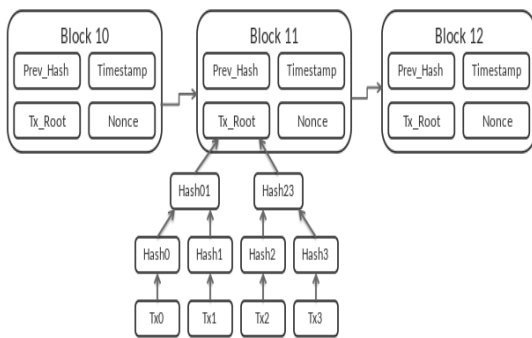 Block 10
Block 11
Block 12
Prev_Hash
Timestamp
Prev_Hash
Timestamp
Prev_Hash
Timestamp
Tx_Root
Nonce
Tx_Root
Nonce
Tx_Root
Nonce
Hash01
Hash23
Hash0
Hash1
Hash2
Hash3
Tx0
Tx1
Tx2
Tx3